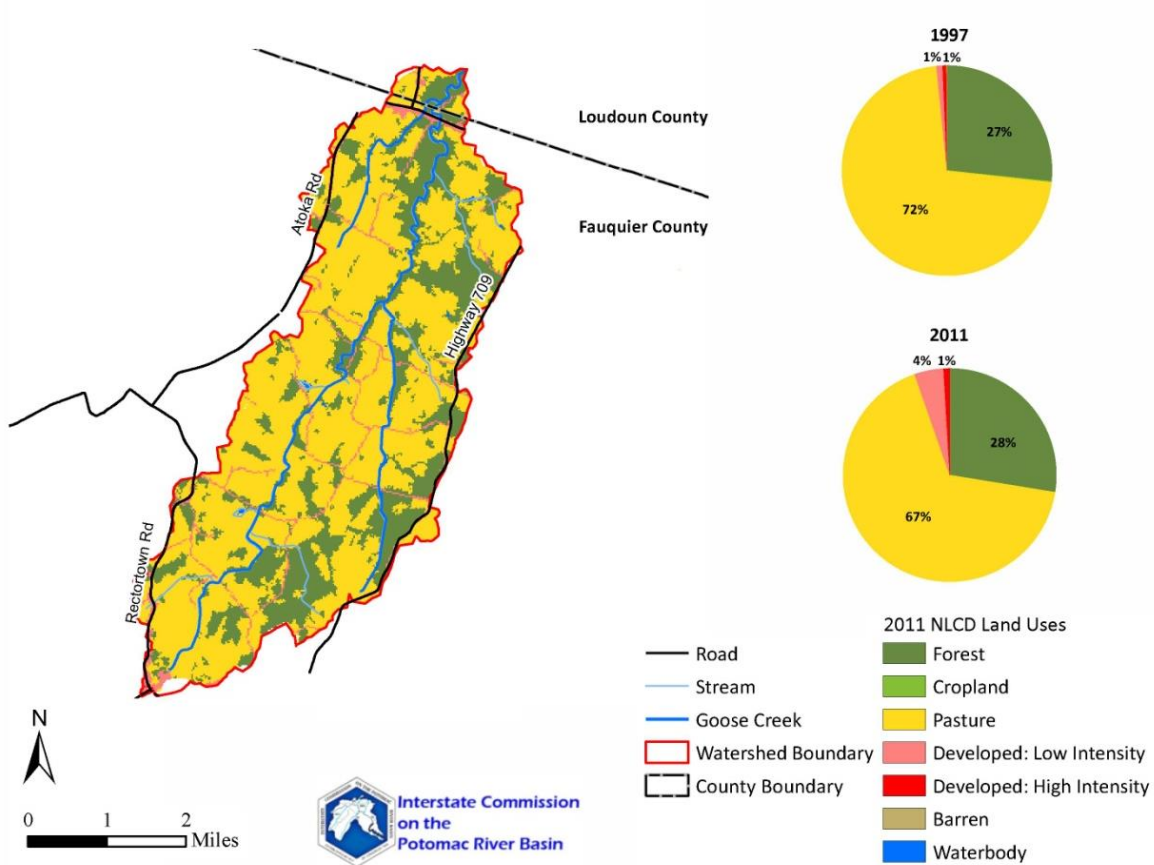 1997
1% 1%
27%
72%
Loudoun County
Fauquier County
Atoka Rd
Highway 709
Rectortown Rd
2011
4% 1%
28%
67%
2011 NLCD Land Uses
Road
Stream
Goose Creek
Watershed Boundary
County Boundary
Forest
Cropland
Pasture
Developed: Low Intensity
Developed: High Intensity
Barren
Waterbody
N
0 1 2
Miles
Interstate Commission
on the
Potomac River Basin